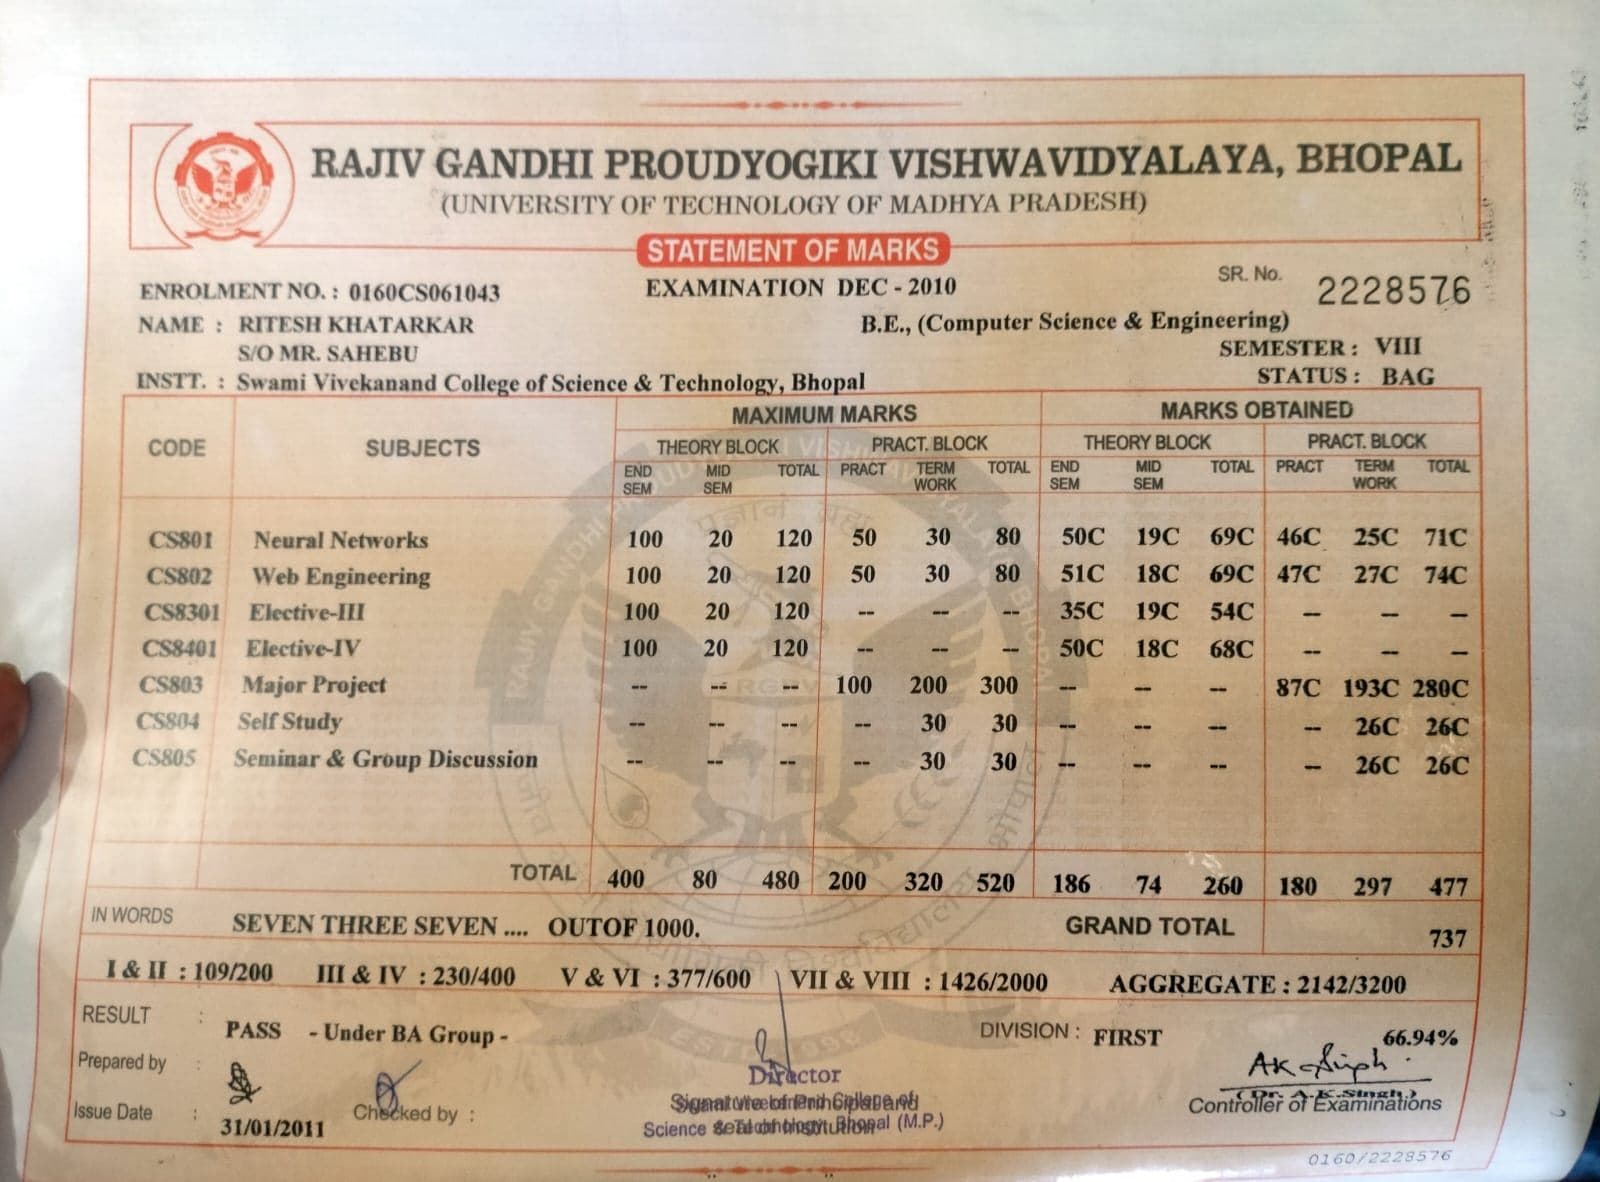 RAJIV GANDHI PROUDYOGIKI VISHWAVIDYALAYA, BHOPAL
(UNIVERSITY OF TECHNOLOGY OF MADHYA PRADESH)
STATEMENT OF MARKS
ENROLMENT NO. : 0160CS061043 EXAMINATION DEC - 2010 SR. No. 2228576
NAME : RITESH KHATARKAR B.E., (Computer Science & Engineering)
S/O MR. SAHEBU SEMESTER : VIII
INSTT. : Swami Vivekanand College of Science & Technology, Bhopal STATUS : BAG
MAXIMUM MARKS MARKS OBTAINED
CODE SUBJECTS THEORY BLOCK PRACT. BLOCK THEORY BLOCK PRACT. BLOCK
END SEM MID SEM TOTAL PRACT TERM WORK TOTAL END SEM MID SEM TOTAL PRACT TERM WORK TOTAL
CS801 Neural Networks 100 20 120 50 30 80 50C 19C 69C 46C 25C 71C
CS802 Web Engineering 100 20 120 50 30 80 51C 18C 69C 47C 27C 74C
CS8301 Elective-III 100 20 120 -- -- -- 35C 19C 54C -- -- --
CS8401 Elective-IV 100 20 120 -- -- -- 50C 18C 68C -- -- --
CS803 Major Project -- -- -- 100 200 300 -- -- -- 87C 193C 280C
CS804 Self Study -- -- -- -- 30 30 -- -- -- -- 26C 26C
CS805 Seminar & Group Discussion -- -- -- -- 30 30 -- -- -- -- 26C 26C
TOTAL 400 80 480 200 320 520 186 74 260 180 297 477
IN WORDS SEVEN THREE SEVEN .... OUTOF 1000. GRAND TOTAL 737
I & II : 109/200 III & IV : 230/400 V & VI : 377/600 VII & VIII : 1426/2000 AGGREGATE : 2142/3200
RESULT : PASS - Under BA Group - DIVISION : FIRST 66.94%
Prepared by :
AK Singh
Director
(Dr. A.K.Singh)
Issue Date : 31/01/2011 Checked by : Controller of Examinations
Signature of Principal and
Science & Technology, Bhopal (M.P.)
0160/2228576